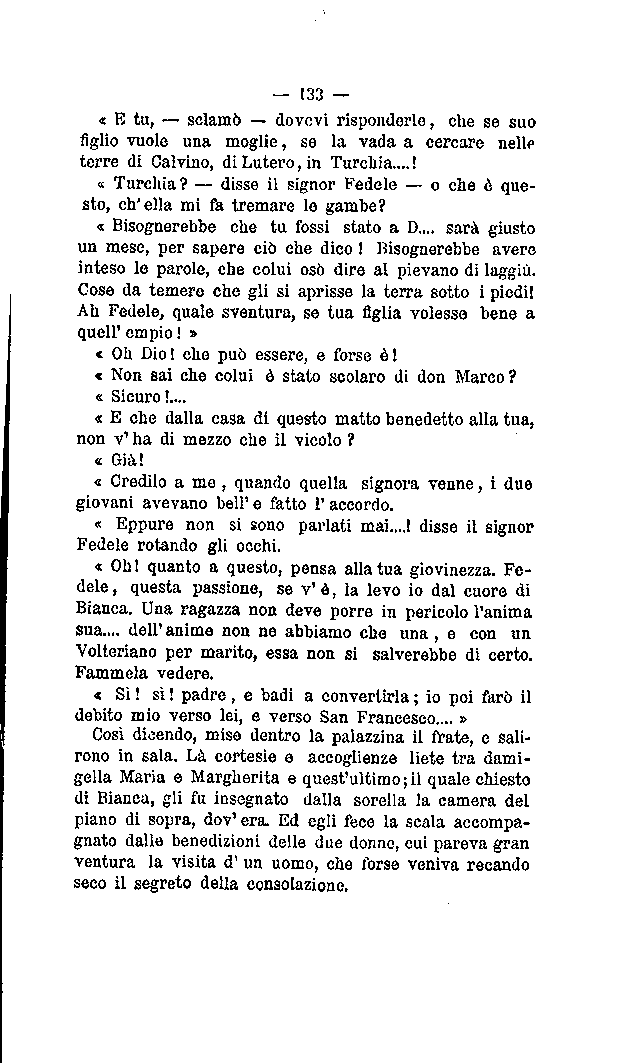 — 133 —
« E tu, — sclamò — dovevi risponderle, che se suo
figlio vuole una moglie, se la vada a cercare nelle
terre di Calvino, di Lutero, in Turchia....!
« Turchia? — disse il signor Fedele — o che è que-
sto, ch'ella mi fa tremare le gambe?
« Bisognerebbe che tu fossi stato a D.... sarà giusto
un mese, per sapere ciò che dico! Bisognerebbe avere
inteso le parole, che colui osò dire al pievano di laggiù.
Cose da temere che gli si aprisse la terra sotto i piedi!
Ah Fedele, quale sventura, se tua figlia volesse bene a
quell'empio! »
« Oh Dio! che può essere, e forse è!
« Non sai che colui è stato scolaro di don Marco?
« Sicuro!....
« E che dalla casa di questo matto benedetto alla tua,
non v'ha di mezzo che il vicolo?
« Già!
« Credilo a me, quando quella signora venne, i due
giovani avevano bell'e fatto l'accordo.
« Eppure non si sono parlati mai....! disse il signor
Fedele rotando gli occhi.
« Oh! quanto a questo, pensa alla tua giovinezza. Fe-
dele, questa passione, se v'è, la levo io dal cuore di
Bianca. Una ragazza non deve porre in pericolo l'anima
sua.... dell'anime non ne abbiamo che una, e con un
Volteriano per marito, essa non si salverebbe di certo.
Fammela vedere.
« Sì! sì! padre, e badi a convertirla; io poi farò il
debito mio verso lei, e verso San Francesco.... »
Così dicendo, mise dentro la palazzina il frate, e sali-
rono in sala. Là cortesie e accoglienze liete tra dami-
gella Maria e Margherita e quest'ultimo; il quale chiesto
di Bianca, gli fu insegnato dalla sorella la camera del
piano di sopra, dov'era. Ed egli fece la scala accompa-
gnato dalle benedizioni delle due donne, cui pareva gran
ventura la visita d'un uomo, che forse veniva recando
seco il segreto della consolazione.